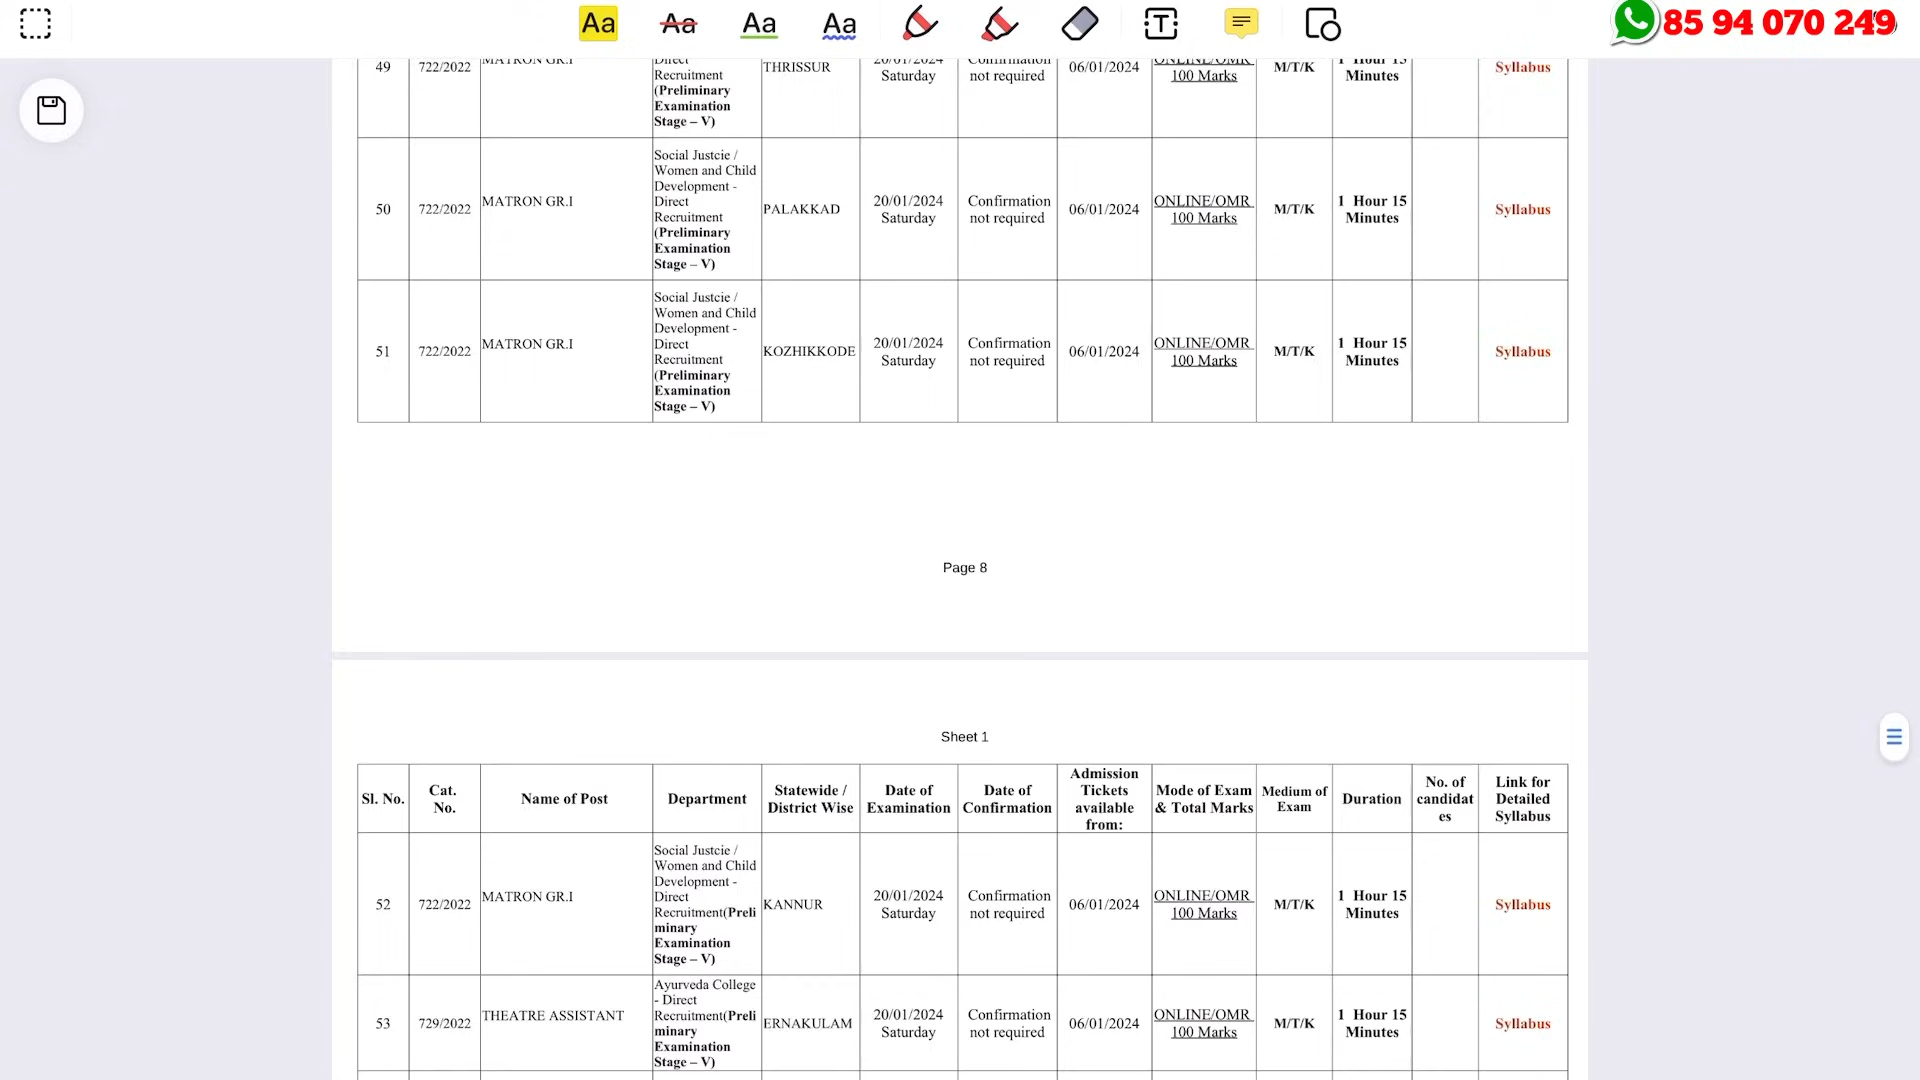 Aa Aa Aa Aa T 85 94 070 249
49 722/2022 MATRON GR.I Direct Recruitment (Preliminary Examination Stage – V) THRISSUR 20/01/2024 Saturday Confirmation not required 06/01/2024 ONLINE/OMR 100 Marks M/T/K 1 Hour 15 Minutes Syllabus
50 722/2022 MATRON GR.I Social Justcie / Women and Child Development - Direct Recruitment (Preliminary Examination Stage – V) PALAKKAD 20/01/2024 Saturday Confirmation not required 06/01/2024 ONLINE/OMR 100 Marks M/T/K 1 Hour 15 Minutes Syllabus
51 722/2022 MATRON GR.I Social Justcie / Women and Child Development - Direct Recruitment (Preliminary Examination Stage – V) KOZHIKKODE 20/01/2024 Saturday Confirmation not required 06/01/2024 ONLINE/OMR 100 Marks M/T/K 1 Hour 15 Minutes Syllabus
Page 8
Sheet 1
Sl. No. Cat. No. Name of Post Department Statewide / District Wise Date of Examination Date of Confirmation Admission Tickets available from: Mode of Exam & Total Marks Medium of Exam Duration No. of candidat es Link for Detailed Syllabus
52 722/2022 MATRON GR.I Social Justcie / Women and Child Development - Direct Recruitment(Preli minary Examination Stage – V) KANNUR 20/01/2024 Saturday Confirmation not required 06/01/2024 ONLINE/OMR 100 Marks M/T/K 1 Hour 15 Minutes Syllabus
53 729/2022 THEATRE ASSISTANT Ayurveda College - Direct Recruitment(Preli minary Examination Stage – V) ERNAKULAM 20/01/2024 Saturday Confirmation not required 06/01/2024 ONLINE/OMR 100 Marks M/T/K 1 Hour 15 Minutes Syllabus